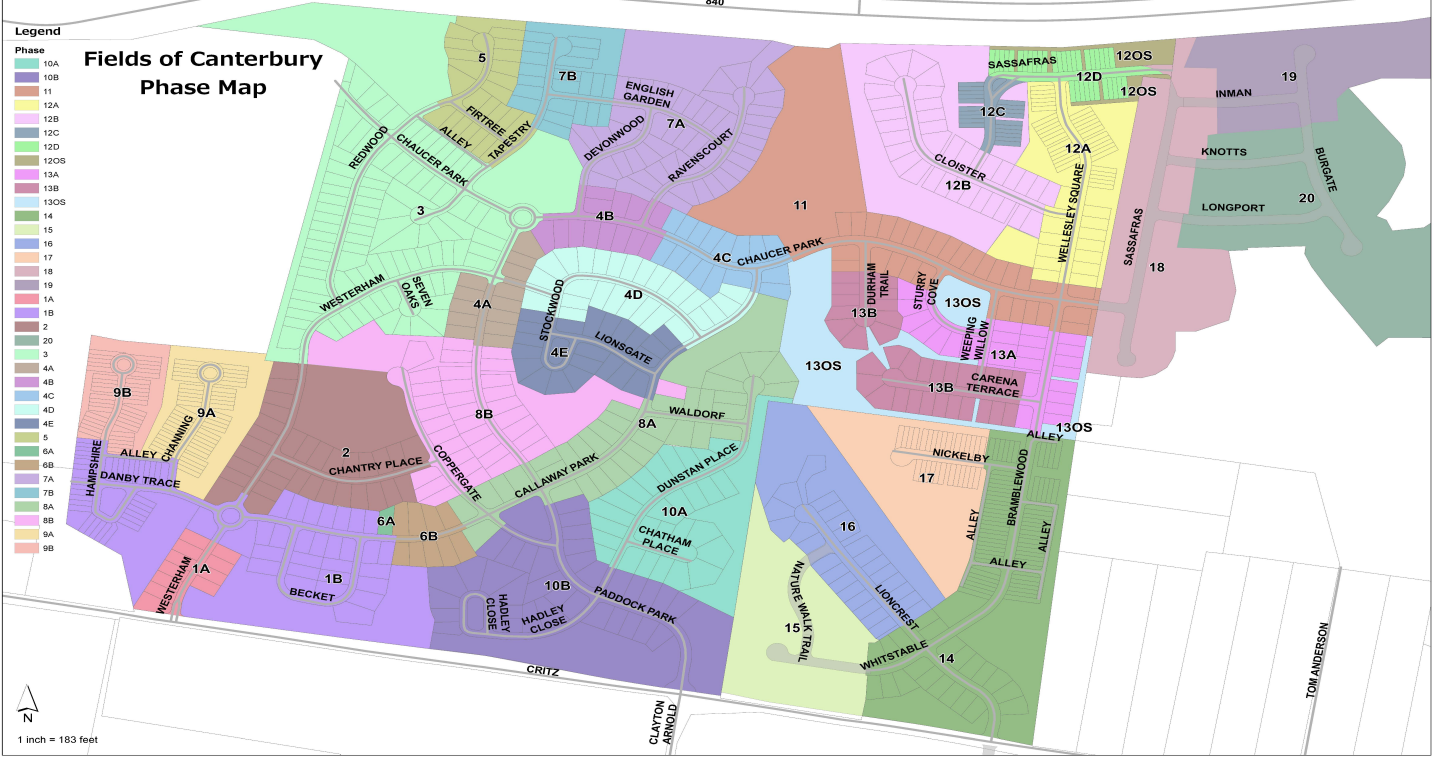 840
Legend
Phase
10A
10B
11
12A
12B
12C
12D
12OS
13A
13B
13OS
14
15
16
17
18
19
1A
1B
2
20
3
4A
4B
4C
4D
4E
5
6A
6B
7A
7B
8A
8B
9A
9B
Fields of Canterbury
Phase Map
5
7B
ENGLISH
GARDEN
7A
FIRTREE
ALLEY
TAPESTRY
DEVONWOOD
RAVENSCOURT
REDWOOD
CHAUCER PARK
3
4B
4C
CHAUCER PARK
11
SASSAFRAS
12OS
12D
12OS
12C
12A
CLOISTER
12B
WELLESLEY SQUARE
SASSAFRAS
18
19
INMAN
KNOTTS
BURGATE
LONGPORT
20
WESTERHAM
SEVEN
OAKS
4A
STOCKWOOD
4D
4E
LIONSGATE
DURHAM
TRAIL
STURRY
COVE
13OS
13B
WEEPING
WILLOW
13A
13OS
13B
CARENA
TERRACE
13OS
ALLEY
9B
9A
CHANNING
HAMPSHIRE
ALLEY
DANBY TRACE
2
CHANTRY PLACE
8B
COPPERGATE
8A
WALDORF
CALLAWAY PARK
DUNSTAN PLACE
10A
CHATHAM
PLACE
6A
6B
1A
WESTERHAM
1B
BECKET
10B
HADLEY
CLOSE
HADLEY
CLOSE
PADDOCK PARK
NICKELBY
17
BRAMBLEWOOD
ALLEY
ALLEY
ALLEY
16
LIONCREST
NATURE WALK TRAIL
15
WHITSTABLE
14
CRITZ
CLAYTON
ARNOLD
TOM ANDERSON
N
1 inch = 183 feet